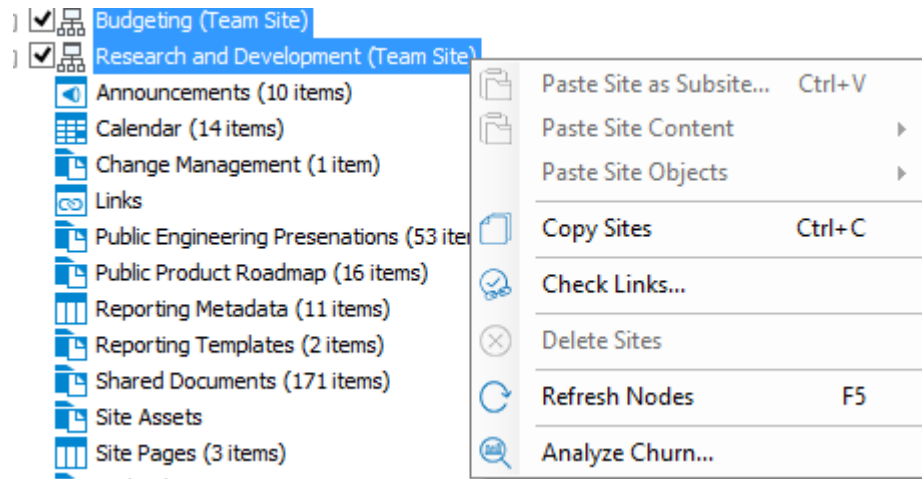 Budgeting (Team Site)
Research and Development (Team Site)
Announcements (10 items)
Calendar (14 items)
Change Management (1 item)
Links
Public Engineering Presenations (53 iter
Public Product Roadmap (16 items)
Reporting Metadata (11 items)
Reporting Templates (2 items)
Shared Documents (171 items)
Site Assets
Site Pages (3 items)
Paste Site as Subsite... Ctrl+V
Paste Site Content
Paste Site Objects
Copy Sites Ctrl+C
Check Links...
Delete Sites
Refresh Nodes F5
Analyze Churn...